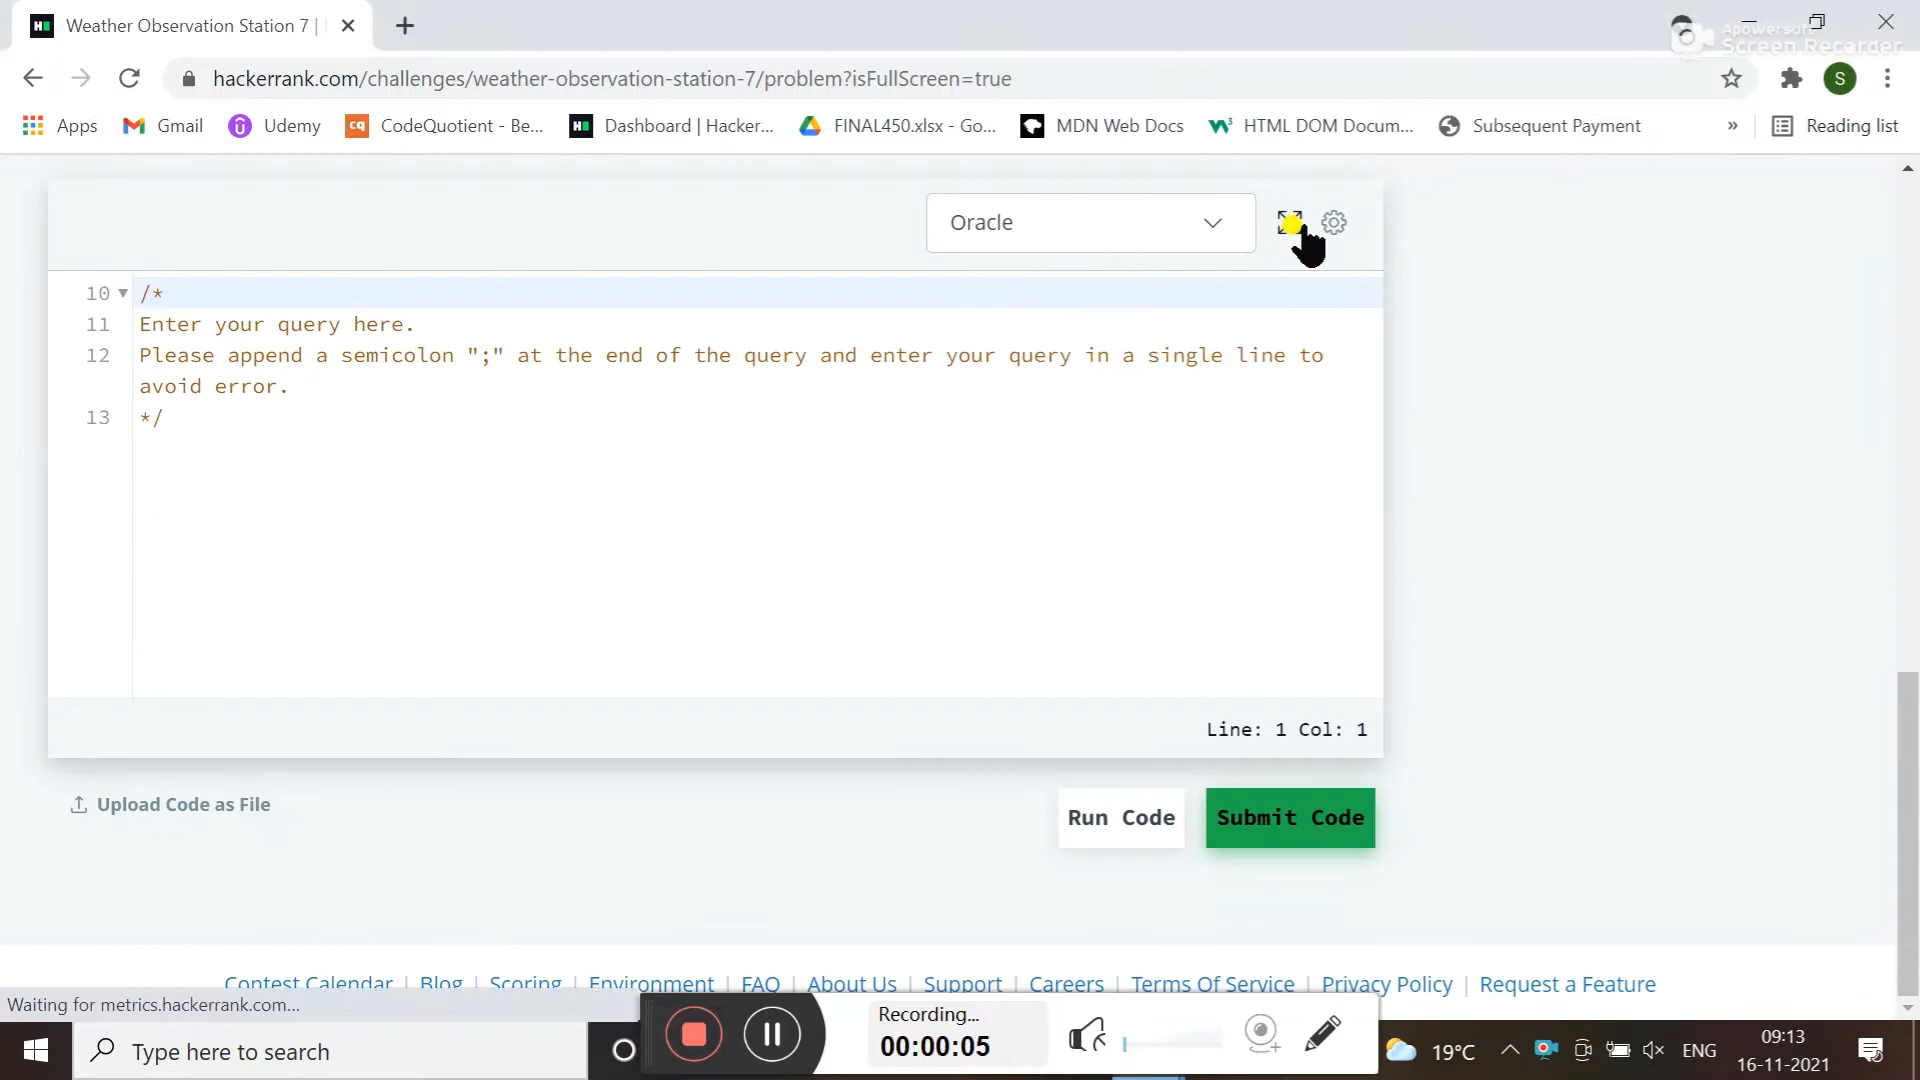 Weather Observation Station 7 |
Apowersoft
Screen Recorder
hackerrank.com/challenges/weather-observation-station-7/problem?isFullScreen=true
S
Apps
Gmail
Udemy
CodeQuotient - Be...
Dashboard | Hacker...
FINAL450.xlsx - Go...
MDN Web Docs
HTML DOM Docum...
Subsequent Payment
»
Reading list
Oracle
10 /*
11 Enter your query here.
12 Please append a semicolon ";" at the end of the query and enter your query in a single line to
avoid error.
13 */
Line: 1 Col: 1
Upload Code as File
Run Code
Submit Code
Contest Calendar | Blog | Scoring | Environment | FAQ | About Us | Support | Careers | Terms Of Service | Privacy Policy | Request a Feature
Waiting for metrics.hackerrank.com...
Recording...
00:00:05
Type here to search
19°C
ENG
09:13
16-11-2021